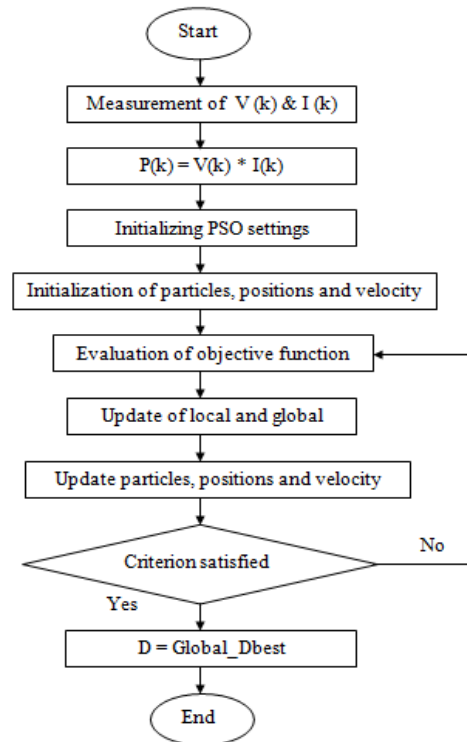 Start
Measurement of V (k) & I (k)
P(k) = V(k) * I(k)
Initializing PSO settings
Initialization of particles, positions and velocity
Evaluation of objective function
Update of local and global
Update particles, positions and velocity
Criterion satisfied
No
Yes
D = Global_Dbest
End